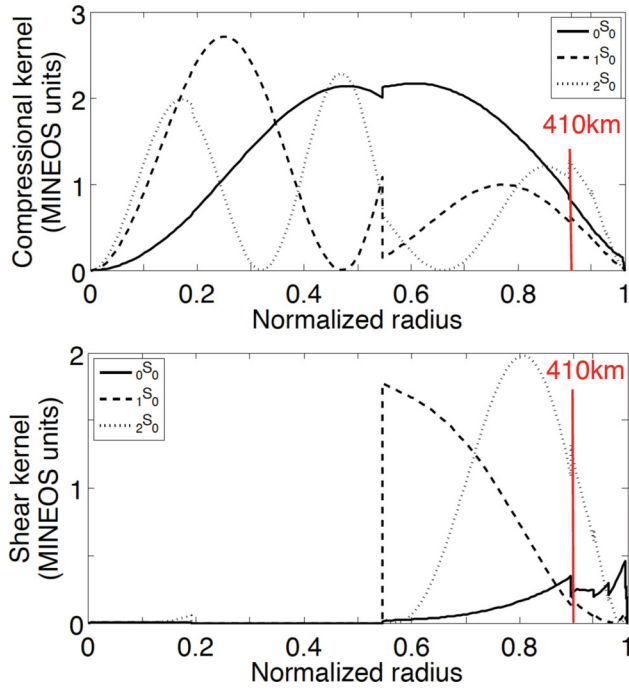 Compressional kernel
(MINEOS units)
3
2
1
0
0S0
1S0
2S0
410km
0 0.2 0.4 0.6 0.8 1
Normalized radius
Shear kernel
(MINEOS units)
2
1
0
0S0
1S0
2S0
410km
0 0.2 0.4 0.6 0.8 1
Normalized radius